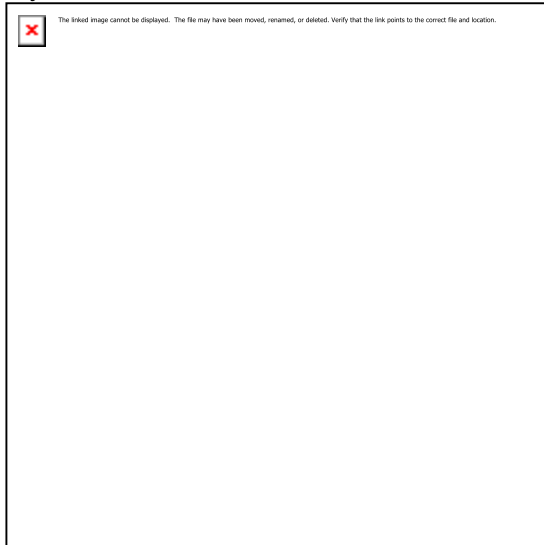 The linked image cannot be displayed.  The file may have been moved, renamed, or deleted. Verify that the link points to the correct file and location.